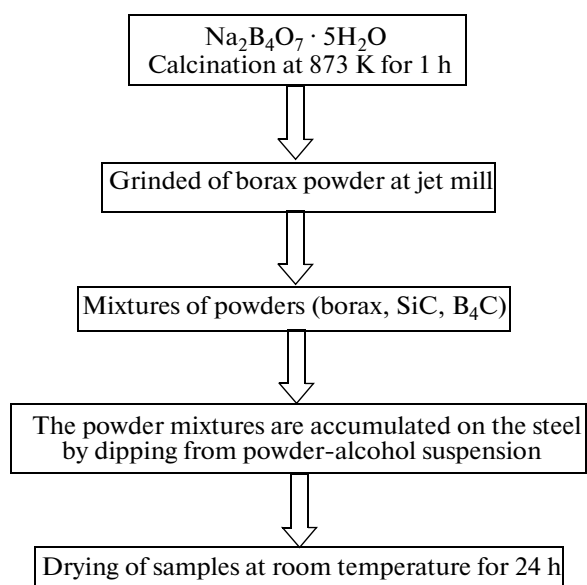 Na₂B₄O₇ · 5H₂O
Calcination at 873 K for 1 h
Grinded of borax powder at jet mill
Mixtures of powders (borax, SiC, B₄C)
The powder mixtures are accumulated on the steel
by dipping from powder-alcohol suspension
Drying of samples at room temperature for 24 h